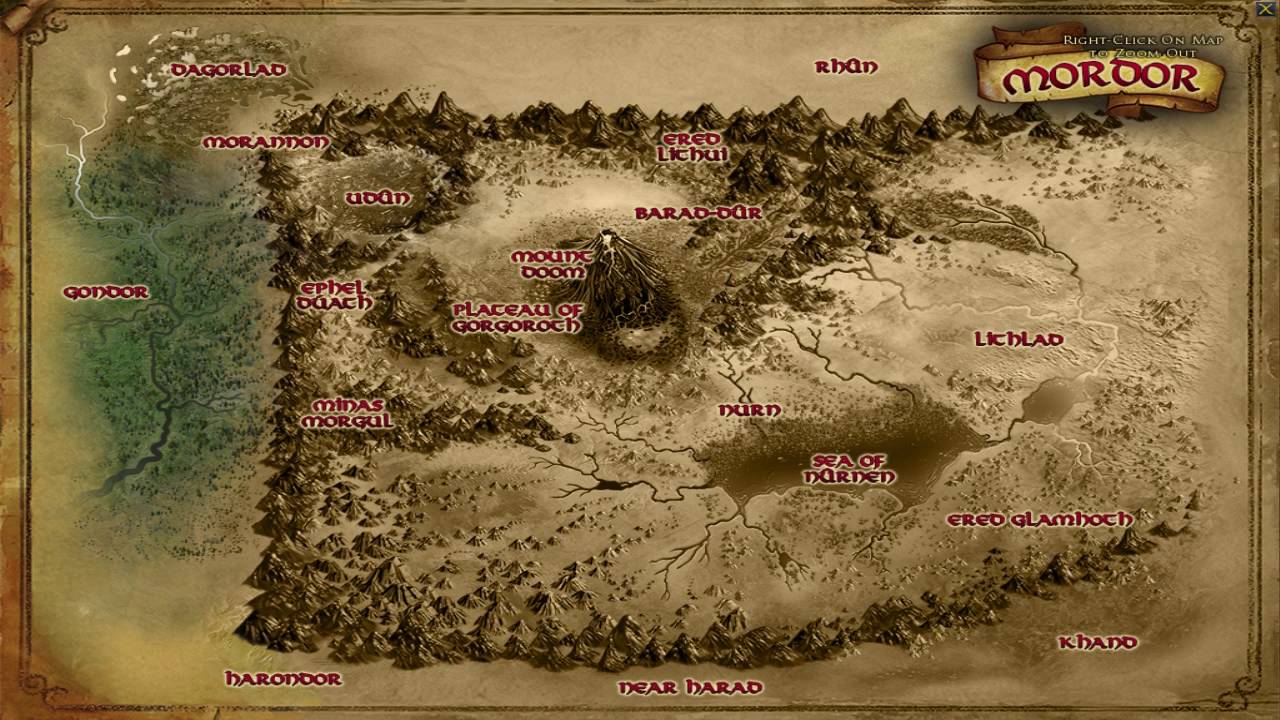 Right-Click On Map
to Zoom Out
MORDOR
DAGORLAD
RHÛN
MORANNON
ERED
LITHUI
UDÛN
BARAD-DÛR
MOUNT
DOOM
GONDOR
EPHEL
DÚATH
PLATEAU OF
GORGOROTH
LITHLAD
MINAS
MORGUL
NURN
SEA OF
NÛRNEN
ERED GLAMHOTH
KHAND
HARONDOR
NEAR HARAD